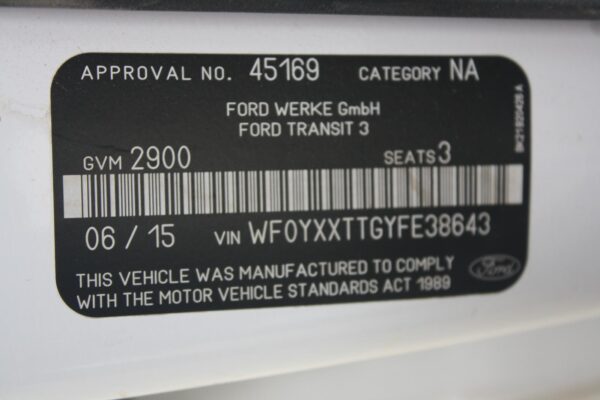 APPROVAL NO. 45169 CATEGORY NA
FORD WERKE GmbH
FORD TRANSIT 3
GVM 2900 SEATS 3
06 / 15 VIN WF0YXXTTGYFE38643
THIS VEHICLE WAS MANUFACTURED TO COMPLY
WITH THE MOTOR VEHICLE STANDARDS ACT 1989
Ford